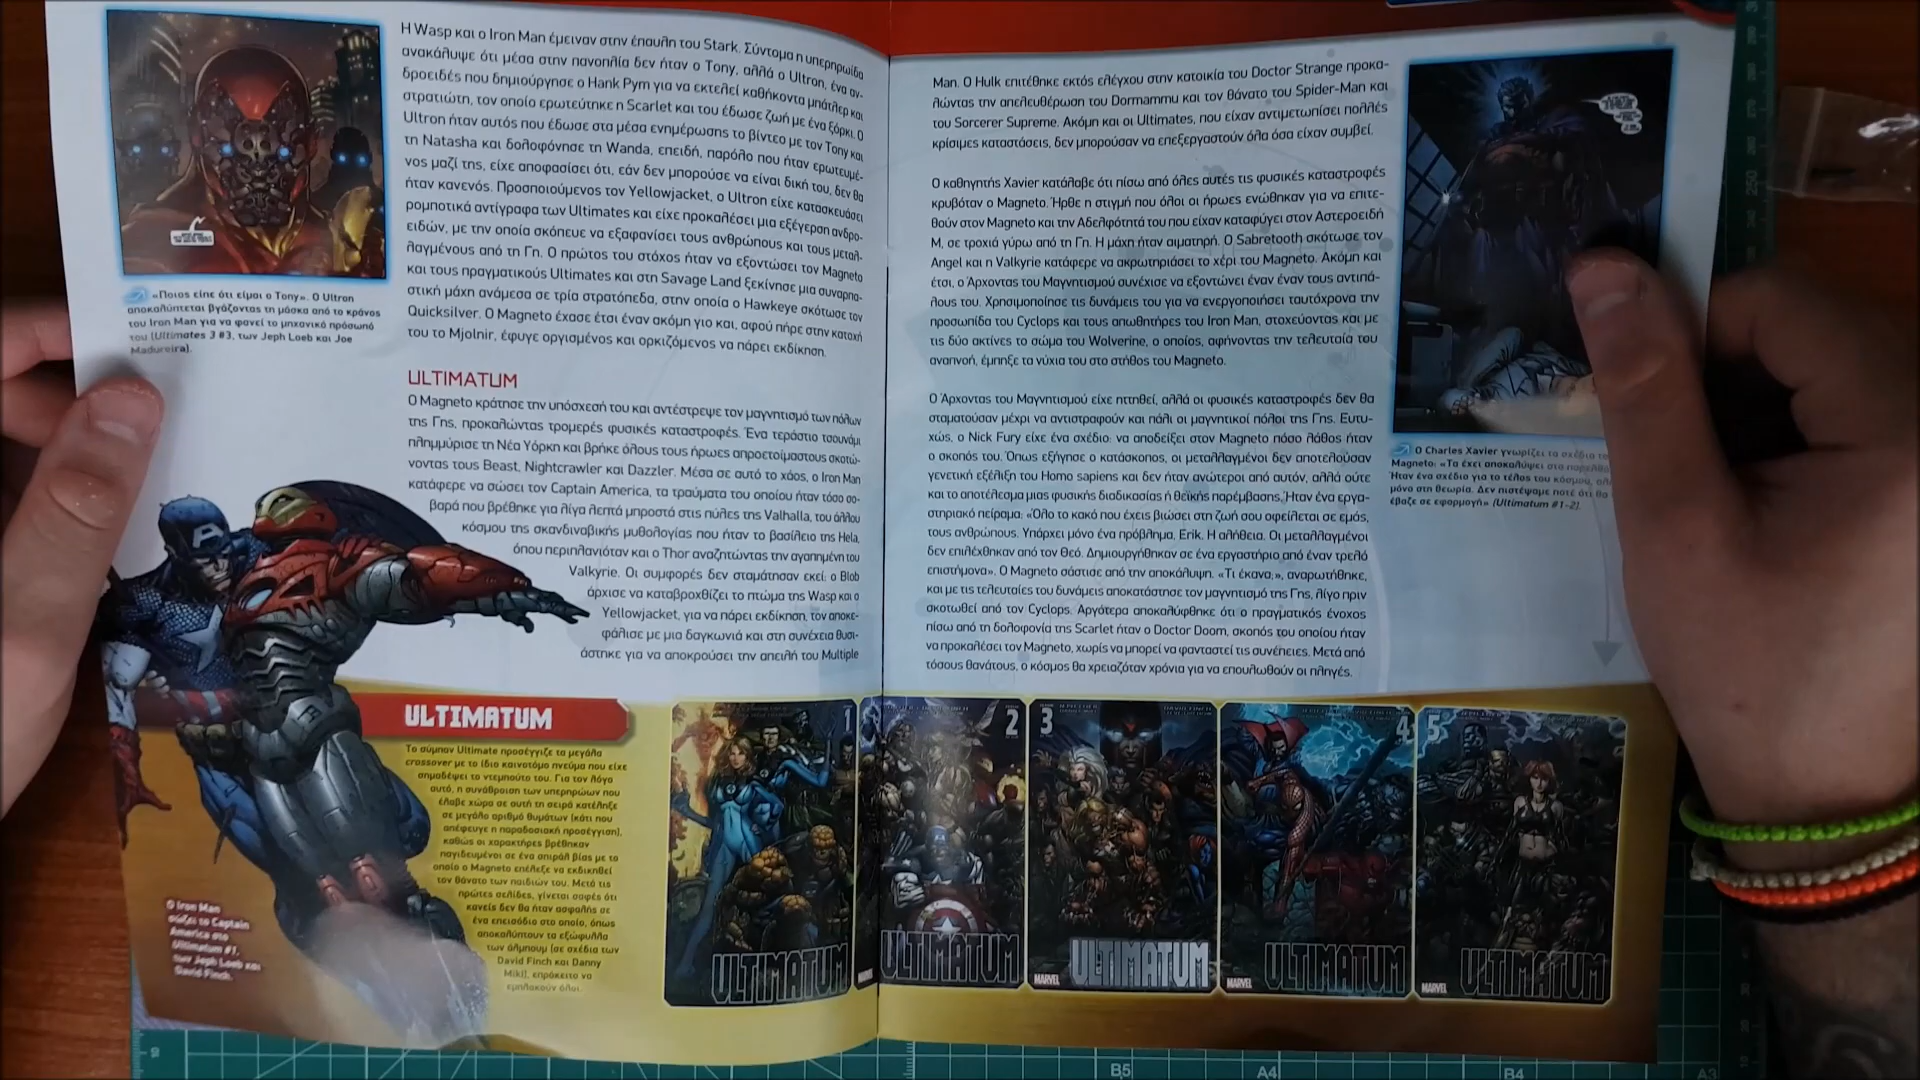 Η Wasp και ο Iron Man έμειναν στην έπαυλη του Stark. Σύντομα η υπερηρωίδα
ανακάλυψε ότι μέσα στην πανοπλία δεν ήταν ο Tony, αλλά ο Ultron, ένα αν-
δροειδές που δημιούργησε ο Hank Pym για να εκτελεί καθήκοντα μπάτλερ και
στρατιώτη, τον οποίο ερωτεύτηκε η Scarlet και του έδωσε ζωή με ένα ξόρκι. Ο
Ultron ήταν αυτός που έδωσε στα μέσα ενημέρωσης το βίντεο με τον Tony και
τη Natasha και δολοφόνησε τη Wanda, επειδή, παρόλο που ήταν ερωτευμέ-
νος μαζί της, είχε αποφασίσει ότι, εάν δεν μπορούσε να είναι δική του, δεν θα
ήταν κανενός. Προσποιούμενος τον Yellowjacket, ο Ultron είχε κατασκευάσει
ρομποτικά αντίγραφα των Ultimates και είχε προκαλέσει μια εξέγερση ανδρο-
ειδών, με την οποία σκόπευε να εξαφανίσει τους ανθρώπους και τους μεταλ-
λαγμένους από τη Γη. Ο πρώτος του στόχος ήταν να εξοντώσει τον Magneto
και τους πραγματικούς Ultimates και στη Savage Land ξεκίνησε μια συναρπα-
στική μάχη ανάμεσα σε τρία στρατόπεδα, στην οποία ο Hawkeye σκότωσε τον
Quicksilver. Ο Magneto έχασε έτσι έναν ακόμη γιο και, αφού πήρε στην κατοχή
του το Mjolnir, έφυγε οργισμένος και ορκιζόμενος να πάρει εκδίκηση.
«Ποιος είπε ότι είμαι ο Tony». Ο Ultron
αποκαλύπτεται βγάζοντας τη μάσκα από το κράνος
του Iron Man για να φανεί το μηχανικό πρόσωπό
του (Ultimates 3 #3, των Jeph Loeb και Joe
Madureira).
ULTIMATUM
Ο Magneto κράτησε την υπόσχεσή του και αντέστρεψε τον μαγνητισμό των πόλων
της Γης, προκαλώντας τρομερές φυσικές καταστροφές. Ένα τεράστιο τσουνάμι
πλημμύρισε τη Νέα Υόρκη και βρήκε όλους τους ήρωες απροετοίμαστους σκοτώ-
νοντας τους Beast, Nightcrawler και Dazzler. Μέσα σε αυτό το χάος, ο Iron Man
κατάφερε να σώσει τον Captain America, τα τραύματα του οποίου ήταν τόσο σο-
βαρά που βρέθηκε για λίγα λεπτά μπροστά στις πύλες της Valhalla, του άλλου
κόσμου της σκανδιναβικής μυθολογίας που ήταν το βασίλειο της Hela,
όπου περιπλανιόταν και ο Thor αναζητώντας την αγαπημένη του
Valkyrie. Οι συμφορές δεν σταμάτησαν εκεί: ο Blob
άρχισε να καταβροχθίζει το πτώμα της Wasp και ο
Yellowjacket, για να πάρει εκδίκηση, τον αποκε-
φάλισε με μια δαγκωνιά και στη συνέχεια θυσι-
άστηκε για να αποκρούσει την απειλή του Multiple
ULTIMATUM
Το σύμπαν Ultimate προσέγγιζε τα μεγάλα
crossover με το ίδιο καινοτόμο πνεύμα που είχε
σημαδέψει το ντεμπούτο του. Για τον λόγο
αυτό, η συνάθροιση των υπερηρώων που
έλαβε χώρα σε αυτή τη σειρά κατέληξε
σε μεγάλο αριθμό θυμάτων (κάτι που
απέφευγε η παραδοσιακή προσέγγιση),
καθώς οι χαρακτήρες βρέθηκαν
παγιδευμένοι σε ένα σπιράλ βίας με το
οποίο ο Magneto επέλεξε να εκδικηθεί
τον θάνατο των παιδιών του. Μετά τις
πρώτες σελίδες, γίνεται σαφές ότι
κανείς δεν θα ήταν ασφαλής σε
ένα επεισόδιο στο οποίο, όπως
αποκαλύπτουν τα εξώφυλλα
των άλμπουμ (σε σχέδια των
David Finch και Danny
Miki), επρόκειτο να
εμπλακούν όλοι.
Ο Iron Man
σώζει το Captain
America στο
Ultimatum #1,
των Jeph Loeb και
David Finch.
Man. Ο Hulk επιτέθηκε εκτός ελέγχου στην κατοικία του Doctor Strange προκα-
λώντας την απελευθέρωση του Dormammu και τον θάνατο του Spider-Man και
του Sorcerer Supreme. Ακόμη και οι Ultimates, που είχαν αντιμετωπίσει πολλές
κρίσιμες καταστάσεις, δεν μπορούσαν να επεξεργαστούν όλα όσα είχαν συμβεί.
Ο καθηγητής Xavier κατάλαβε ότι πίσω από όλες αυτές τις φυσικές καταστροφές
κρυβόταν ο Magneto. Ήρθε η στιγμή που όλοι οι ήρωες ενώθηκαν για να επιτε-
θούν στον Magneto και την Αδελφότητά του που είχαν καταφύγει στον Αστεροειδή
Μ, σε τροχιά γύρω από τη Γη. Η μάχη ήταν αιματηρή. Ο Sabretooth σκότωσε τον
Angel και η Valkyrie κατάφερε να ακρωτηριάσει το χέρι του Magneto. Ακόμη και
έτσι, ο Άρχοντας του Μαγνητισμού συνέχισε να εξοντώνει έναν έναν τους αντιπά-
λους του. Χρησιμοποίησε τις δυνάμεις του για να ενεργοποιήσει ταυτόχρονα την
προσωπίδα του Cyclops και τους απωθητήρες του Iron Man, στοχεύοντας και με
τις δύο ακτίνες το σώμα του Wolverine, ο οποίος, αφήνοντας την τελευταία του
αναπνοή, έμπηξε τα νύχια του στο στήθος του Magneto.
Ο Άρχοντας του Μαγνητισμού είχε ηττηθεί, αλλά οι φυσικές καταστροφές δεν θα
σταματούσαν μέχρι να αντιστραφούν και πάλι οι μαγνητικοί πόλοι της Γης. Ευτυ-
χώς, ο Nick Fury είχε ένα σχέδιο: να αποδείξει στον Magneto πόσο λάθος ήταν
ο σκοπός του. Όπως εξήγησε ο κατάσκοπος, οι μεταλλαγμένοι δεν αποτελούσαν
γενετική εξέλιξη του Homo sapiens και δεν ήταν ανώτεροι από αυτόν, αλλά ούτε
και το αποτέλεσμα μιας φυσικής διαδικασίας ή θεϊκής παρέμβασης. Ήταν ένα εργα-
στηριακό πείραμα: «Όλο το κακό που έχεις βιώσει στη ζωή σου οφείλεται σε εμάς,
τους ανθρώπους. Υπάρχει μόνο ένα πρόβλημα, Erik. Η αλήθεια. Οι μεταλλαγμένοι
δεν επιλέχθηκαν από τον Θεό. Δημιουργήθηκαν σε ένα εργαστήριο από έναν τρελό
επιστήμονα». Ο Magneto σάστισε από την αποκάλυψη. «Τι έκανα;», αναρωτήθηκε,
και με τις τελευταίες του δυνάμεις αποκατάστησε τον μαγνητισμό της Γης, λίγο πριν
σκοτωθεί από τον Cyclops. Αργότερα αποκαλύφθηκε ότι ο πραγματικός ένοχος
πίσω από τη δολοφονία της Scarlet ήταν ο Doctor Doom, σκοπός του οποίου ήταν
να προκαλέσει τον Magneto, χωρίς να μπορεί να φανταστεί τις συνέπειες. Μετά από
τόσους θανάτους, ο κόσμος θα χρειαζόταν χρόνια για να επουλωθούν οι πληγές.
Ο Charles Xavier γνωρίζει τα σχέδια το
Magneto: «Τα έχει αποκαλύψει στο παρελθό
Ήταν ένα σχέδιο για το τέλος του κόσμου, αλ
μόνο στη θεωρία. Δεν πιστέψαμε ποτέ ότι θα
έβαζε σε εφαρμογή» (Ultimatum #1-2).
1
ULTIMATUM
2
ULTIMATUM
MARVEL
3
ULTIMATUM
MARVEL
4
ULTIMATUM
MARVEL
5
ULTIMATUM
MARVEL
B5
A4
B4
A3